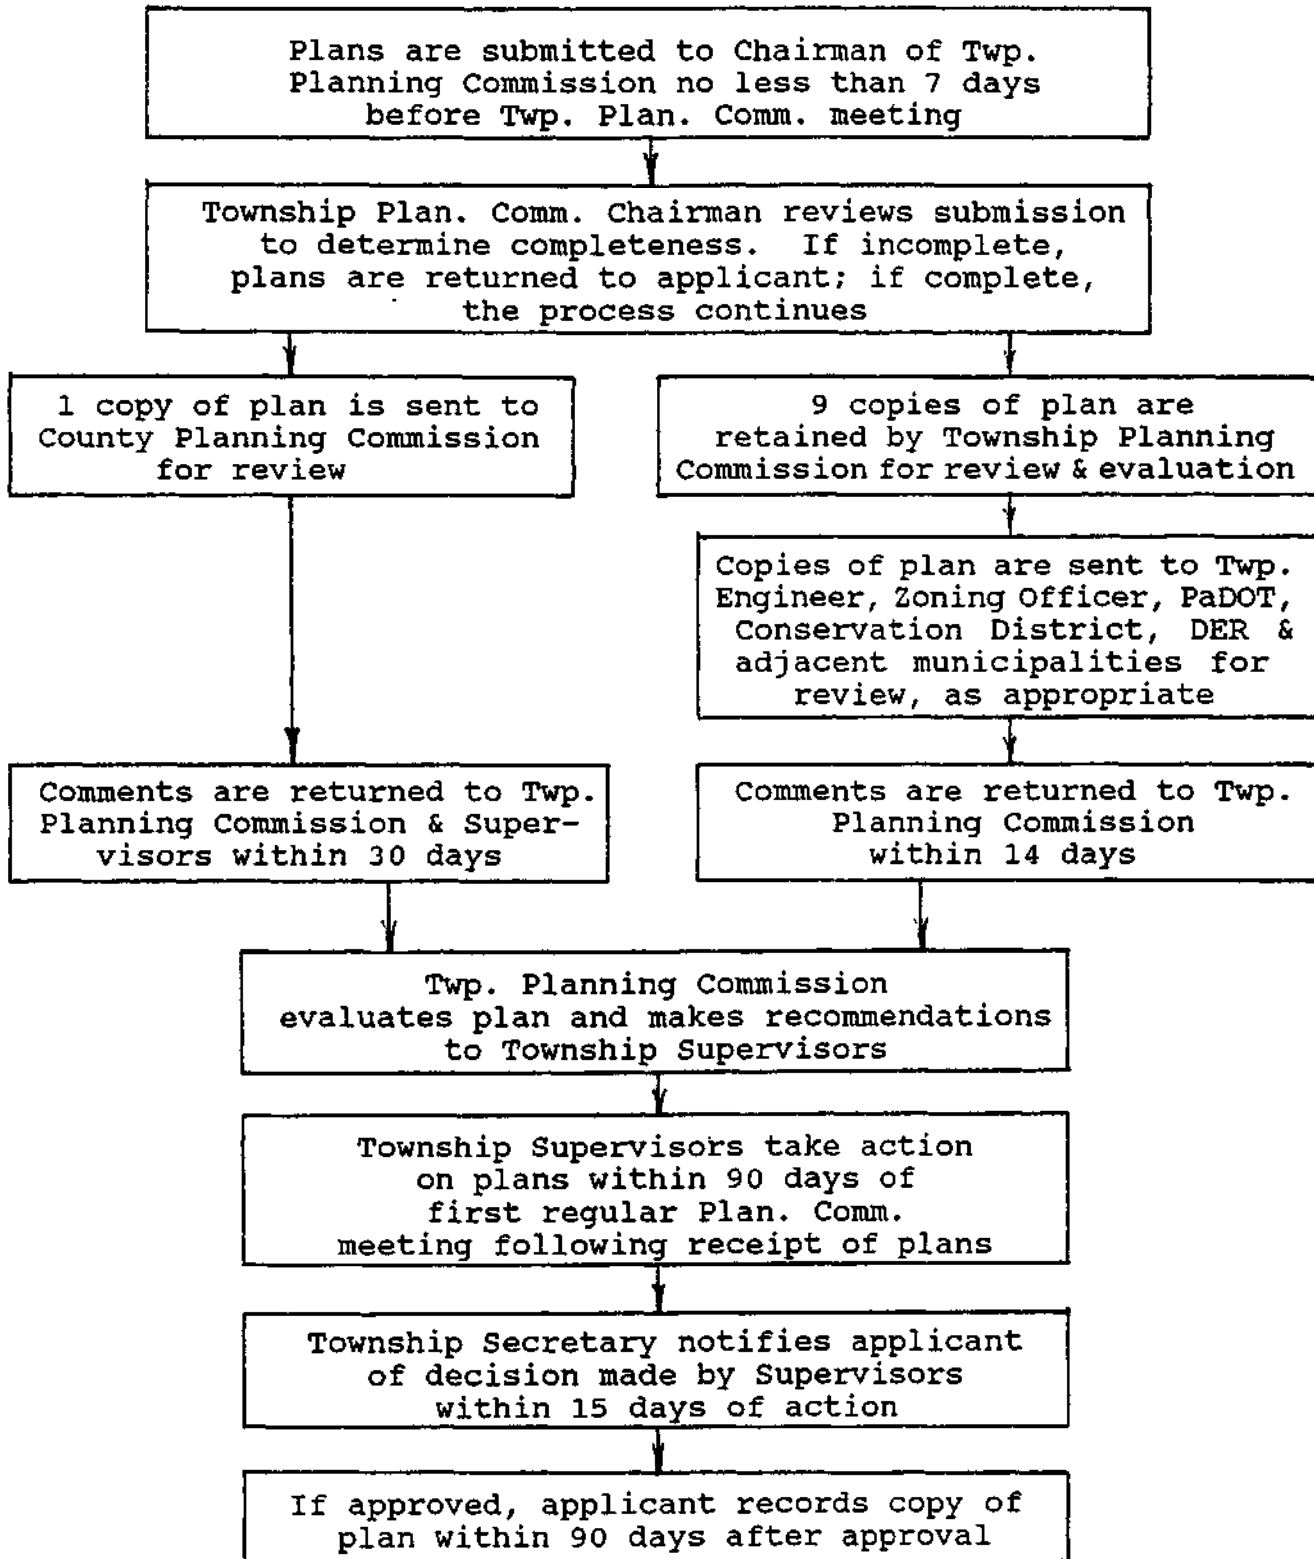 Plans are submitted to Chairman of Twp.
Planning Commission no less than 7 days
before Twp. Plan. Comm. meeting
Township Plan. Comm. Chairman reviews submission
to determine completeness. If incomplete,
plans are returned to applicant; if complete,
the process continues
1 copy of plan is sent to
County Planning Commission
for review
9 copies of plan are
retained by Township Planning
Commission for review & evaluation
Copies of plan are sent to Twp.
Engineer, Zoning Officer, PaDOT,
Conservation District, DER &
adjacent municipalities for
review, as appropriate
Comments are returned to Twp.
Planning Commission & Super-
visors within 30 days
Comments are returned to Twp.
Planning Commission
within 14 days
Twp. Planning Commission
evaluates plan and makes recommendations
to Township Supervisors
Township Supervisors take action
on plans within 90 days of
first regular Plan. Comm.
meeting following receipt of plans
Township Secretary notifies applicant
of decision made by Supervisors
within 15 days of action
If approved, applicant records copy of
plan within 90 days after approval